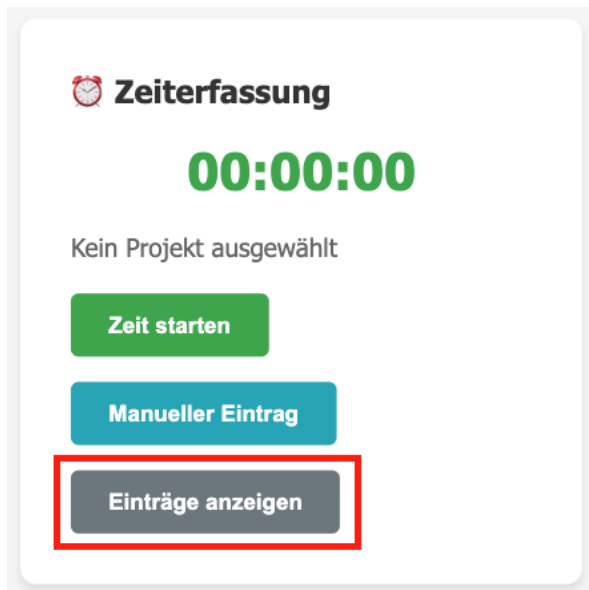 ⏰ Zeiterfassung
00:00:00
Kein Projekt ausgewählt
Zeit starten
Manueller Eintrag
Einträge anzeigen